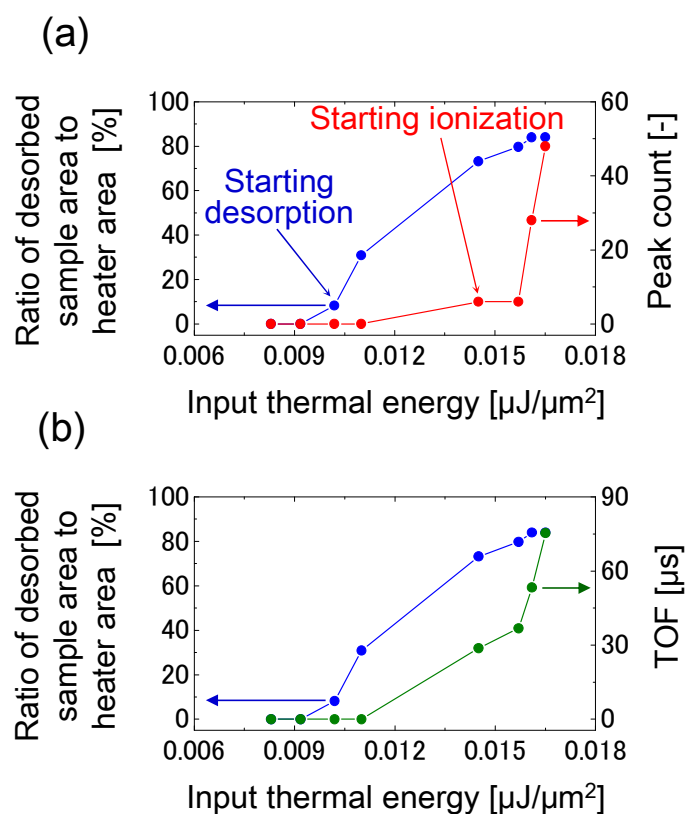 (a)
Ratio of desorbed
sample area to
heater area [%]
100
80
60
40
20
0
Starting ionization
Starting
desorption
60
40
20
0
Peak count [-]
0.006 0.009 0.012 0.015 0.018
Input thermal energy [µJ/µm²]
(b)
Ratio of desorbed
sample area to
heater area [%]
100
80
60
40
20
0
90
60
30
0
TOF [µs]
0.006 0.009 0.012 0.015 0.018
Input thermal energy [µJ/µm²]